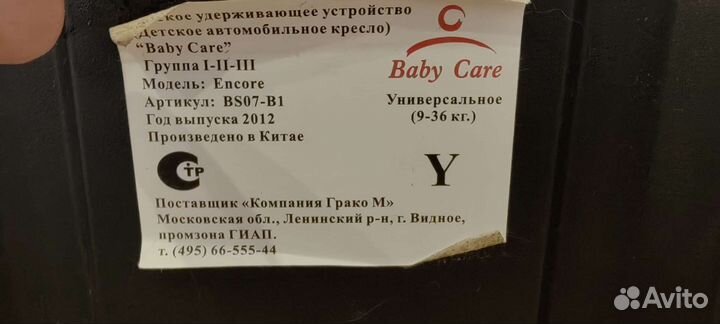 удерживающее устройство
Детское автомобильное кресло)
“Baby Care”
Группа I-II-III
Модель: Encore
Артикул: BS07-B1
Год выпуска 2012
Произведено в Китае
Baby Care
Универсальное
(9-36 кг.)
СТР
Y
Поставщик «Компания Грако М»
Московская обл., Ленинский р-н, г. Видное,
промзона ГИАП.
т. (495) 66-555-44
Avito